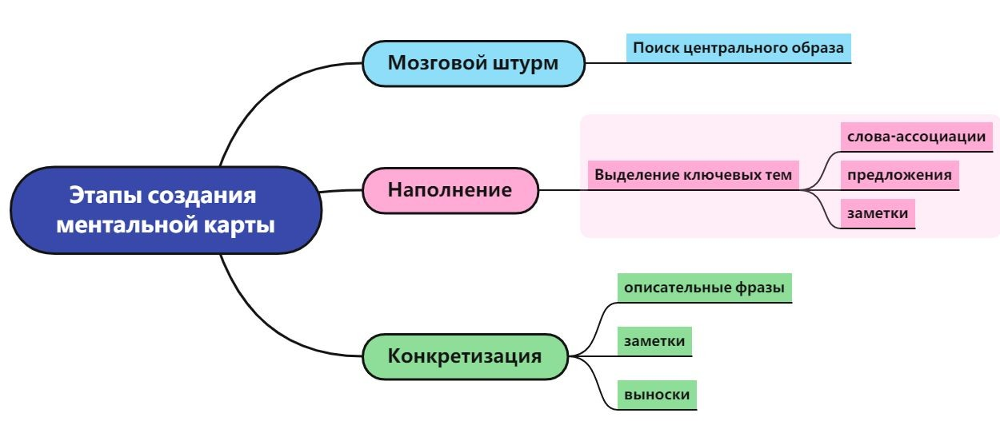 Этапы создания
ментальной карты
Мозговой штурм
Поиск центрального образа
Наполнение
Выделение ключевых тем
слова-ассоциации
предложения
заметки
Конкретизация
описательные фразы
заметки
выноски